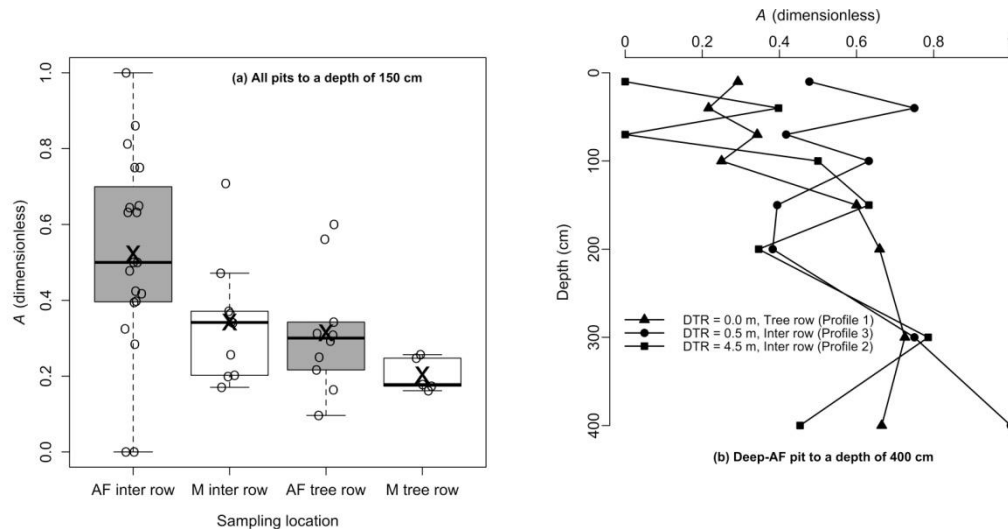 (a) All pits to a depth of 150 cm
A (dimensionless)
1.0
0.8
0.6
0.4
0.2
0.0
AF inter row M inter row AF tree row M tree row
Sampling location
A (dimensionless)
0 0.2 0.4 0.6 0.8
Depth (cm)
0
100
200
300
400
DTR = 0.0 m, Tree row (Profile 1)
DTR = 0.5 m, Inter row (Profile 3)
DTR = 4.5 m, Inter row (Profile 2)
(b) Deep-AF pit to a depth of 400 cm